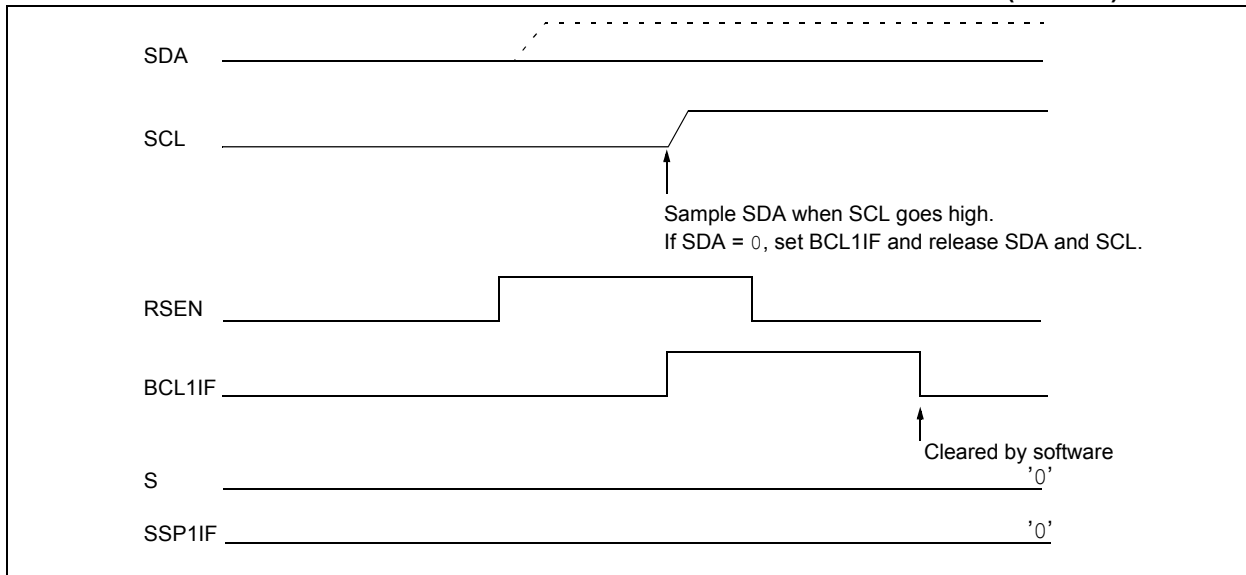 SDA
SCL
Sample SDA when SCL goes high.
If SDA = 0, set BCL1IF and release SDA and SCL.
RSEN
BCL1IF
Cleared by software
S
'0'
SSP1IF
'0'